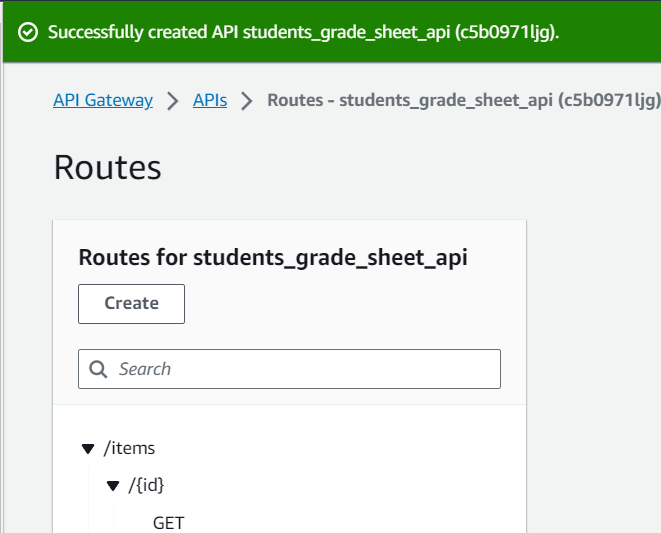 Successfully created API students_grade_sheet_api (c5b0971ljg).
API Gateway > APIs > Routes - students_grade_sheet_api (c5b0971ljg)
Routes
Routes for students_grade_sheet_api
Create
Search
/items
/{id}
GET